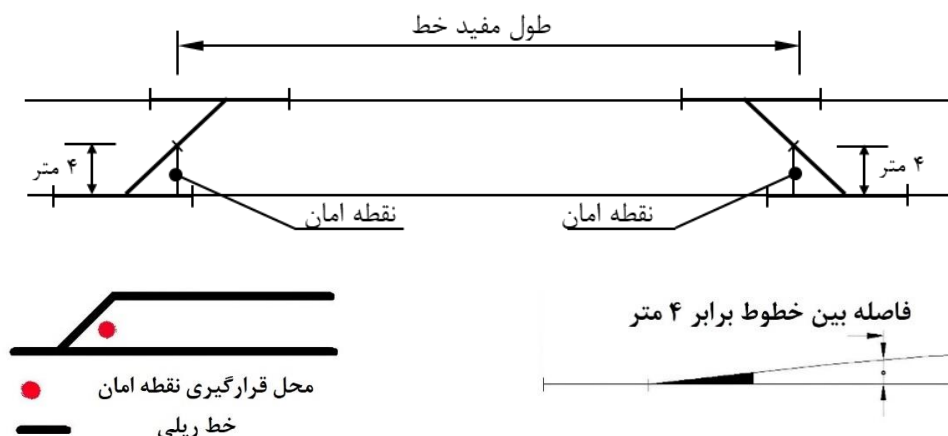 طول مفید خط
۴ متر
۴ متر
نقطه امان
نقطه امان
فاصله بین خطوط برابر ۴ متر
محل قرارگیری نقطه امان
خط ریلی